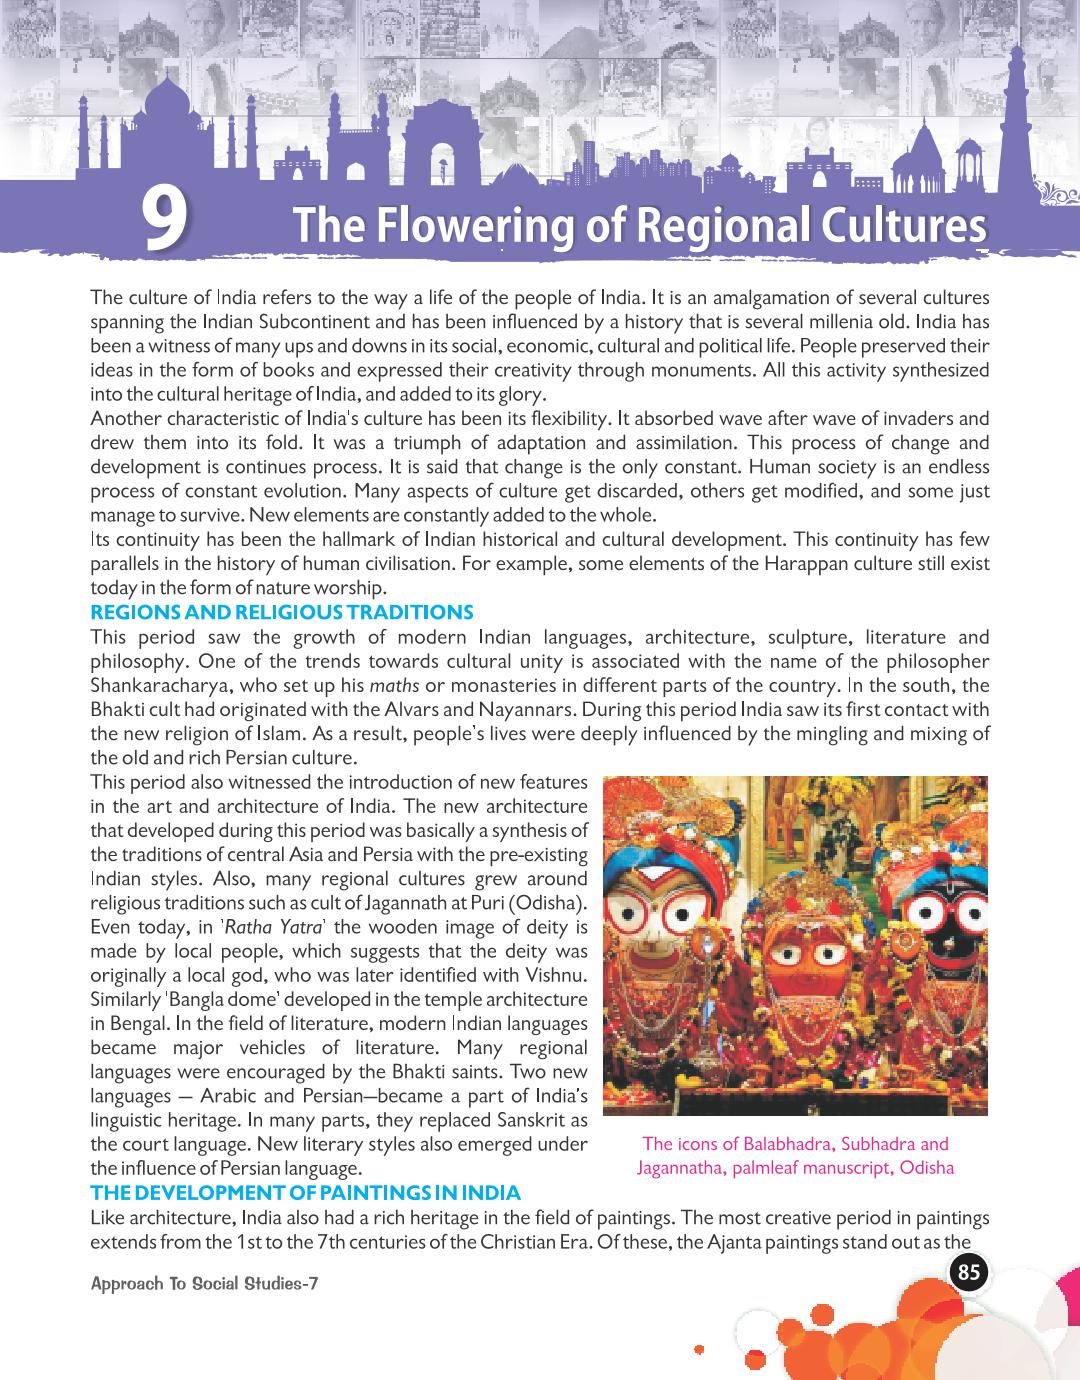 9
The Flowering of Regional Cultures
The culture of India refers to the way a life of the people of India. It is an amalgamation of several cultures
spanning the Indian Subcontinent and has been influenced by a history that is several millenia old. India has
been a witness of many ups and downs in its social, economic, cultural and political life. People preserved their
ideas in the form of books and expressed their creativity through monuments. All this activity synthesized
into the cultural heritage of India, and added to its glory.
Another characteristic of India's culture has been its flexibility. It absorbed wave after wave of invaders and
drew them into its fold. It was a triumph of adaptation and assimilation. This process of change and
development is continues process. It is said that change is the only constant. Human society is an endless
process of constant evolution. Many aspects of culture get discarded, others get modified, and some just
manage to survive. New elements are constantly added to the whole.
Its continuity has been the hallmark of Indian historical and cultural development. This continuity has few
parallels in the history of human civilisation. For example, some elements of the Harappan culture still exist
today in the form of nature worship.
REGIONS AND RELIGIOUS TRADITIONS
This period saw the growth of modern Indian languages, architecture, sculpture, literature and
philosophy. One of the trends towards cultural unity is associated with the name of the philosopher
Shankaracharya, who set up his maths or monasteries in different parts of the country. In the south, the
Bhakti cult had originated with the Alvars and Nayannars. During this period India saw its first contact with
the new religion of Islam. As a result, people's lives were deeply influenced by the mingling and mixing of
the old and rich Persian culture.
This period also witnessed the introduction of new features
in the art and architecture of India. The new architecture
that developed during this period was basically a synthesis of
the traditions of central Asia and Persia with the pre-existing
Indian styles. Also, many regional cultures grew around
religious traditions such as cult of Jagannath at Puri (Odisha).
Even today, in 'Ratha Yatra' the wooden image of deity is
made by local people, which suggests that the deity was
originally a local god, who was later identified with Vishnu.
Similarly 'Bangla dome' developed in the temple architecture
in Bengal. In the field of literature, modern Indian languages
became major vehicles of literature. Many regional
languages were encouraged by the Bhakti saints. Two new
languages — Arabic and Persian—became a part of India's
linguistic heritage. In many parts, they replaced Sanskrit as
the court language. New literary styles also emerged under
the influence of Persian language.
The icons of Balabhadra, Subhadra and
Jagannatha, palmleaf manuscript, Odisha
THE DEVELOPMENT OF PAINTINGS IN INDIA
Like architecture, India also had a rich heritage in the field of paintings. The most creative period in paintings
extends from the 1st to the 7th centuries of the Christian Era. Of these, the Ajanta paintings stand out as the
Approach To Social Studies-7
85